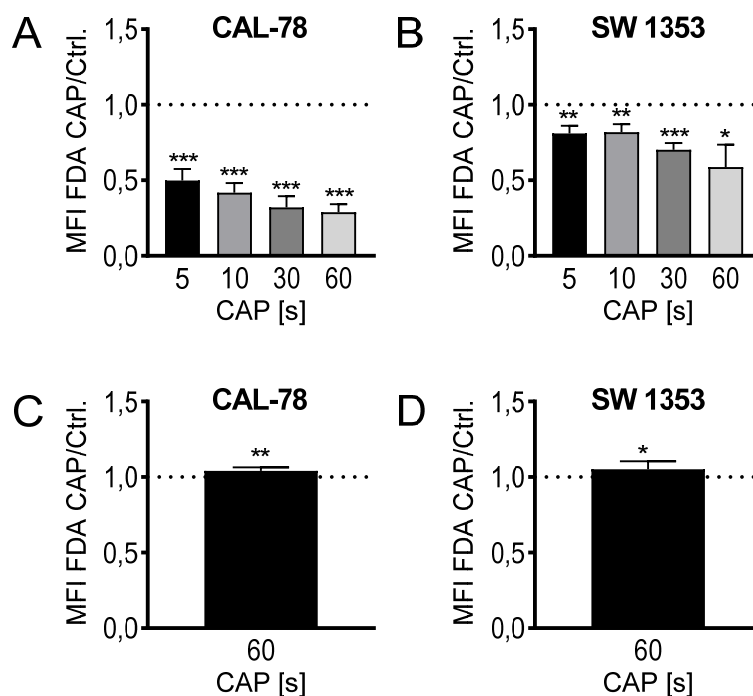 A
CAL-78
MFI FDA CAP/Ctrl.
1,5
1,0
0,5
0,0
***
***
***
***
5 10 30 60
CAP [s]
B
SW 1353
MFI FDA CAP/Ctrl.
1,5
1,0
0,5
0,0
**
**
***
*
5 10 30 60
CAP [s]
C
CAL-78
MFI FDA CAP/Ctrl.
1,5
1,0
0,5
0,0
**
60
CAP [s]
D
SW 1353
MFI FDA CAP/Ctrl.
1,5
1,0
0,5
0,0
*
60
CAP [s]